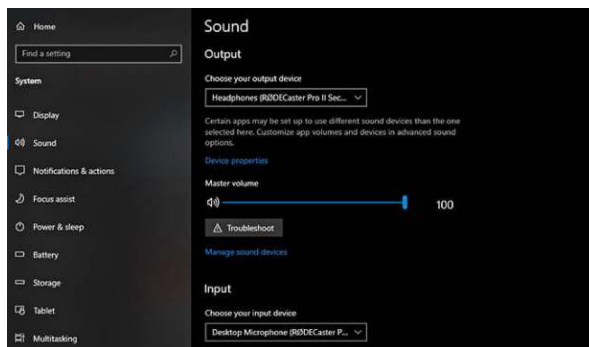 Home
Find a setting
System
Display
Sound
Notifications & actions
Focus assist
Power & sleep
Battery
Storage
Tablet
Multitasking
Sound
Output
Choose your output device
Headphones (RØDECaster Pro II Sec...
Certain apps may be set up to use different sound devices than the one
selected here. Customize app volumes and devices in advanced sound
options.
Device properties
Master volume
100
Troubleshoot
Manage sound devices
Input
Choose your input device
Desktop Microphone (RØDECaster P...